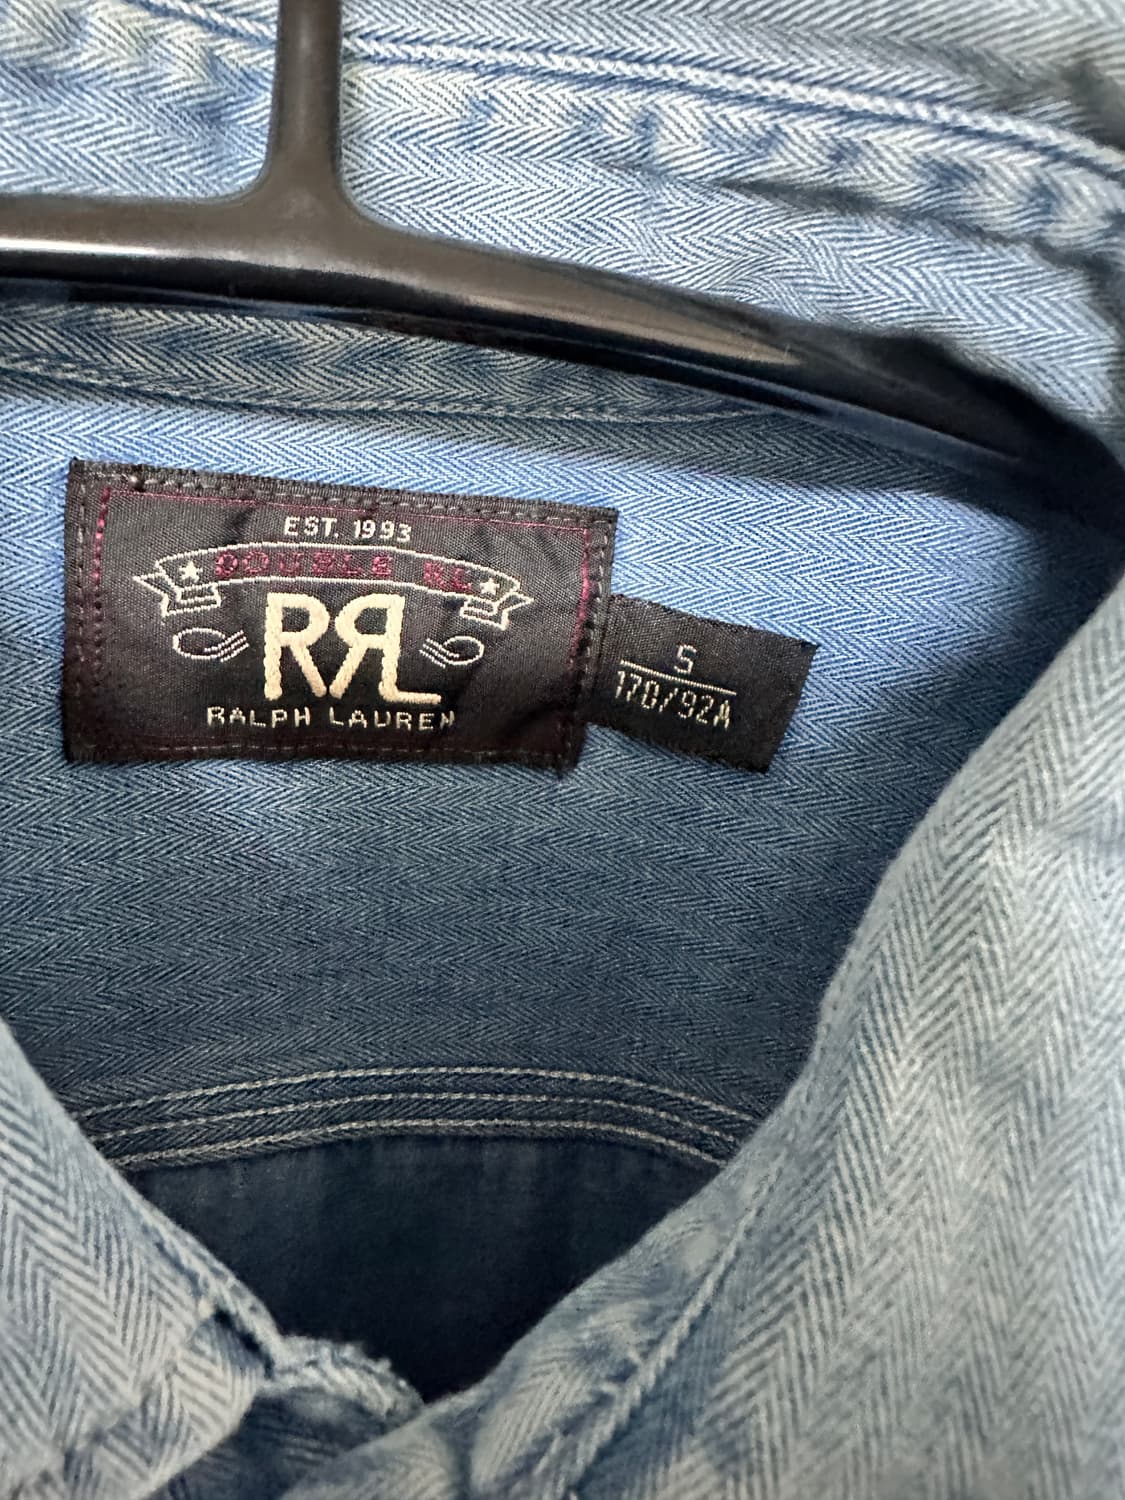 EST. 1993
DOUBLE RL
RRL
RALPH LAUREN
S
170/92A